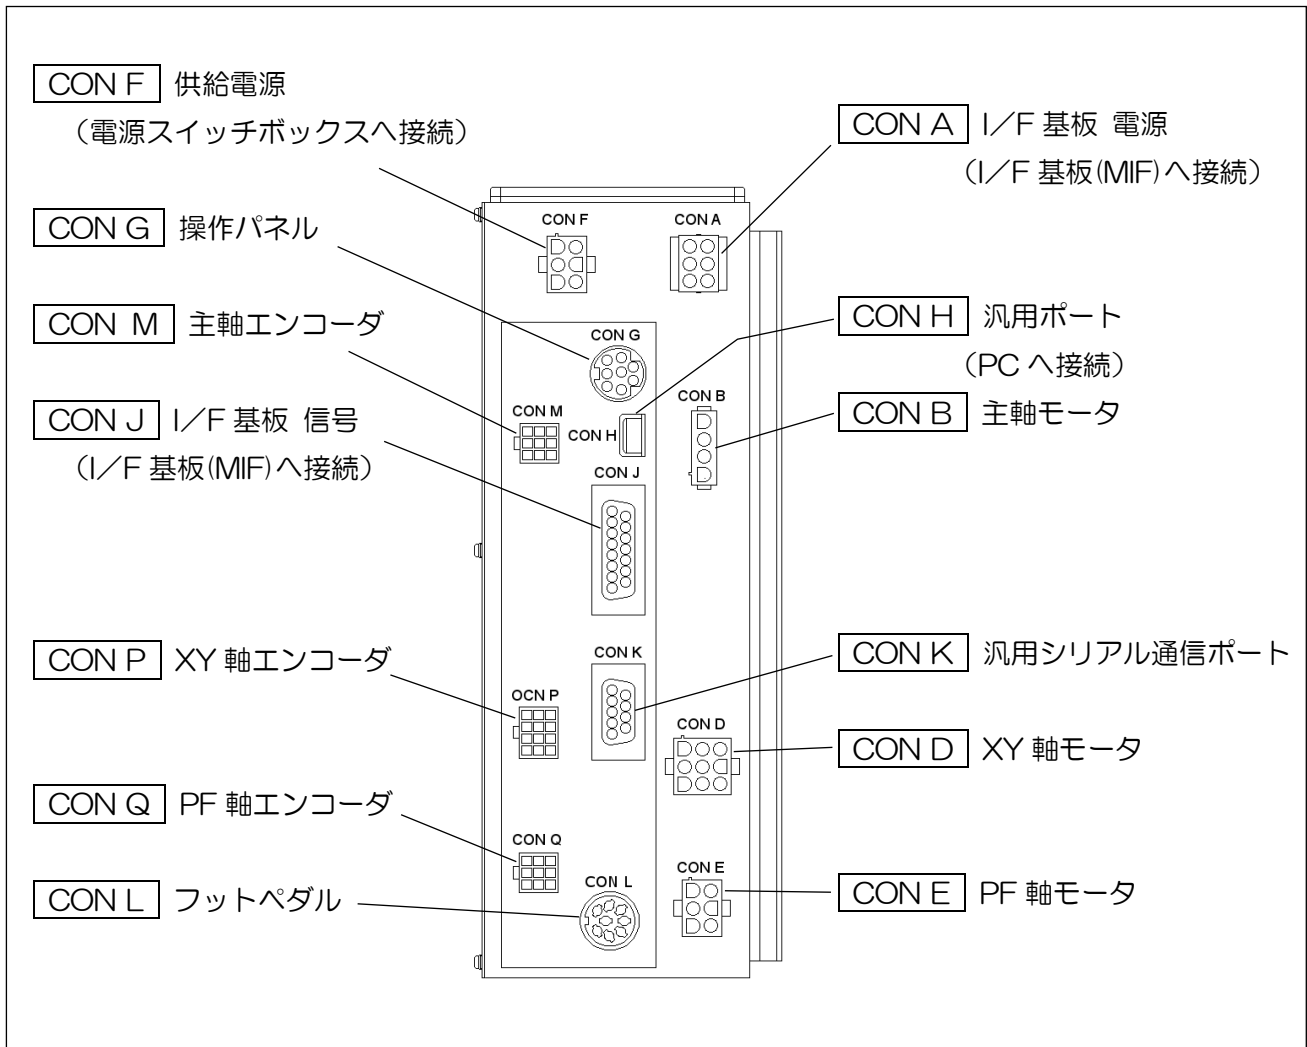 CON F 供給電源
（電源スイッチボックスへ接続）
CON G 操作パネル
CON M 主軸エンコーダ
CON J I／F 基板 信号
（I／F 基板(MIF)へ接続）
CON P XY 軸エンコーダ
CON Q PF 軸エンコーダ
CON L フットペダル
CON F
CON A
CON G
CON B
CON M
CON H
CON J
CON K
OCN P
CON D
CON Q
CON E
CON L
CON A I／F 基板 電源
（I／F 基板(MIF)へ接続）
CON H 汎用ポート
（PC へ接続）
CON B 主軸モータ
CON K 汎用シリアル通信ポート
CON D XY 軸モータ
CON E PF 軸モータ